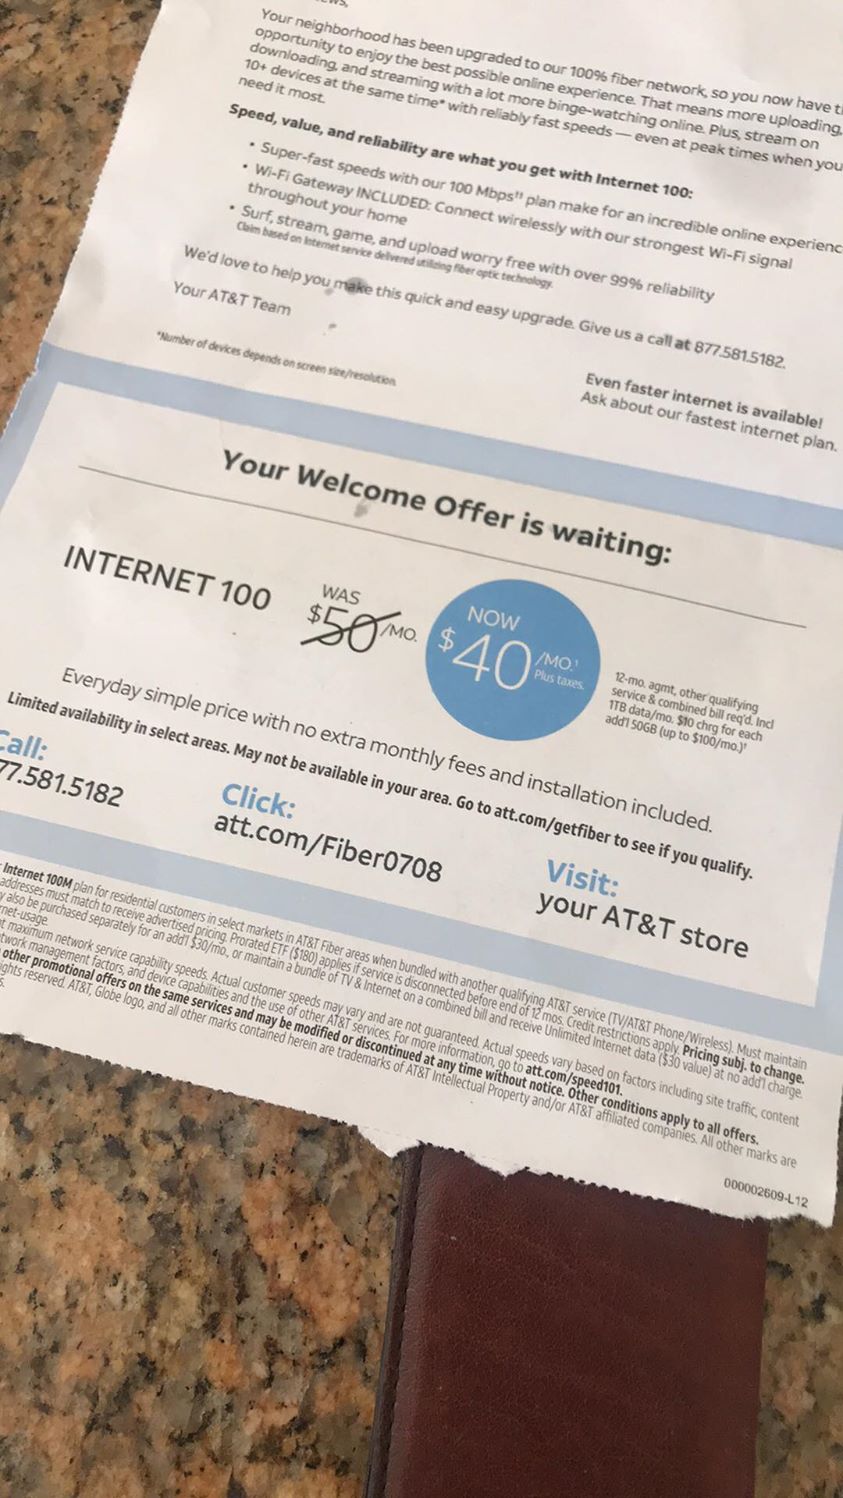 Your neighborhood has been upgraded to our 100% fiber network, so you now have
opportunity to enjoy the best possible online experience. That means more uploading,
downloading, and streaming with a lot more binge-watching online. Plus, stream on
10+ devices at the same time* with reliably fast speeds — even at peak times when you
need it most.
Speed, value, and reliability are what you get with Internet 100:
• Super-fast speeds with our 100 Mbps†† plan make for an incredible online experienc
• Wi-Fi Gateway INCLUDED: Connect wirelessly with our strongest Wi-Fi signal
throughout your home
• Surf, stream, game, and upload worry free with over 99% reliability
Claim based on Internet service delivered utilizing fiber optic technology.
We'd love to help you make this quick and easy upgrade. Give us a call at 877.581.5182.
Your AT&T Team
*Number of devices depends on screen size/resolution.
Even faster internet is available!
Ask about our fastest internet plan.
Your Welcome Offer is waiting:
INTERNET 100
WAS
$50/MO.
NOW
$40/MO.¹
Plus taxes.
12-mo. agmt, other qualifying
service & combined bill req'd. Incl
1TB data/mo. $10 chrg for each
add'l 50GB (up to $100/mo.)†
Everyday simple price with no extra monthly fees and installation included.
Limited availability in select areas. May not be available in your area. Go to att.com/getfiber to see if you qualify.
Call:
77.581.5182
Click:
att.com/Fiber0708
Visit:
your AT&T store
Internet 100M plan for residential customers in select markets in AT&T Fiber areas when bundled with another qualifying AT&T service (TV/AT&T Phone/Wireless). Must maintain
addresses must match to receive advertised pricing. Prorated ETF ($180) applies if service is disconnected before end of 12 mos. Credit restrictions apply. Pricing subj. to change.
also be purchased separately for an add'l $30/mo., or maintain a bundle of TV & Internet on a combined bill and receive Unlimited Internet data ($30 value) at no add'l charge.
net-usage.
maximum network service capability speeds. Actual customer speeds may vary and are not guaranteed. Actual speeds vary based on factors including site traffic, content
twork management factors, and device capabilities and the use of other AT&T services. For more information, go to att.com/speed101.
other promotional offers on the same services and may be modified or discontinued at any time without notice. Other conditions apply to all offers.
ghts reserved. AT&T, Globe logo, and all other marks contained herein are trademarks of AT&T Intellectual Property and/or AT&T affiliated companies. All other marks are
000002609-L12